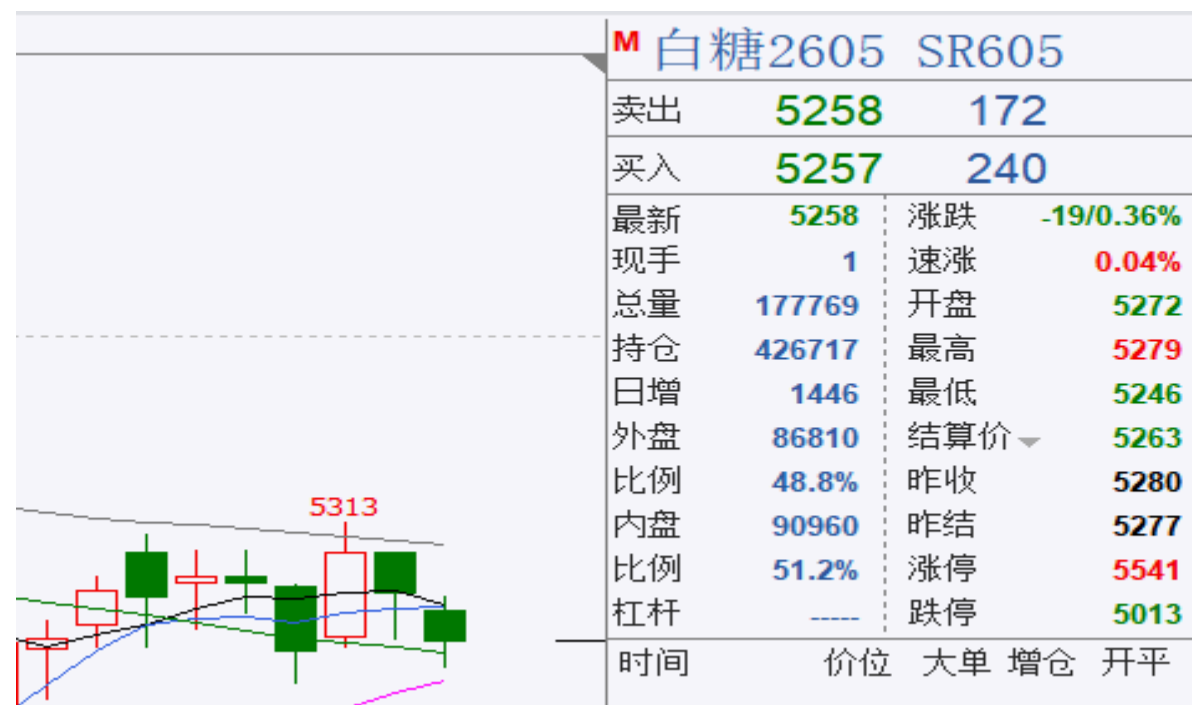 M 白糖2605 SR605
卖出 5258 172
买入 5257 240
最新 5258 涨跌 -19/0.36%
现手 1 速涨 0.04%
总量 177769 开盘 5272
持仓 426717 最高 5279
日增 1446 最低 5246
外盘 86810 结算价 5263
比例 48.8% 昨收 5280
内盘 90960 昨结 5277
比例 51.2% 涨停 5541
杠杆 ----- 跌停 5013
时间 价位 大单 增仓 开平
5313